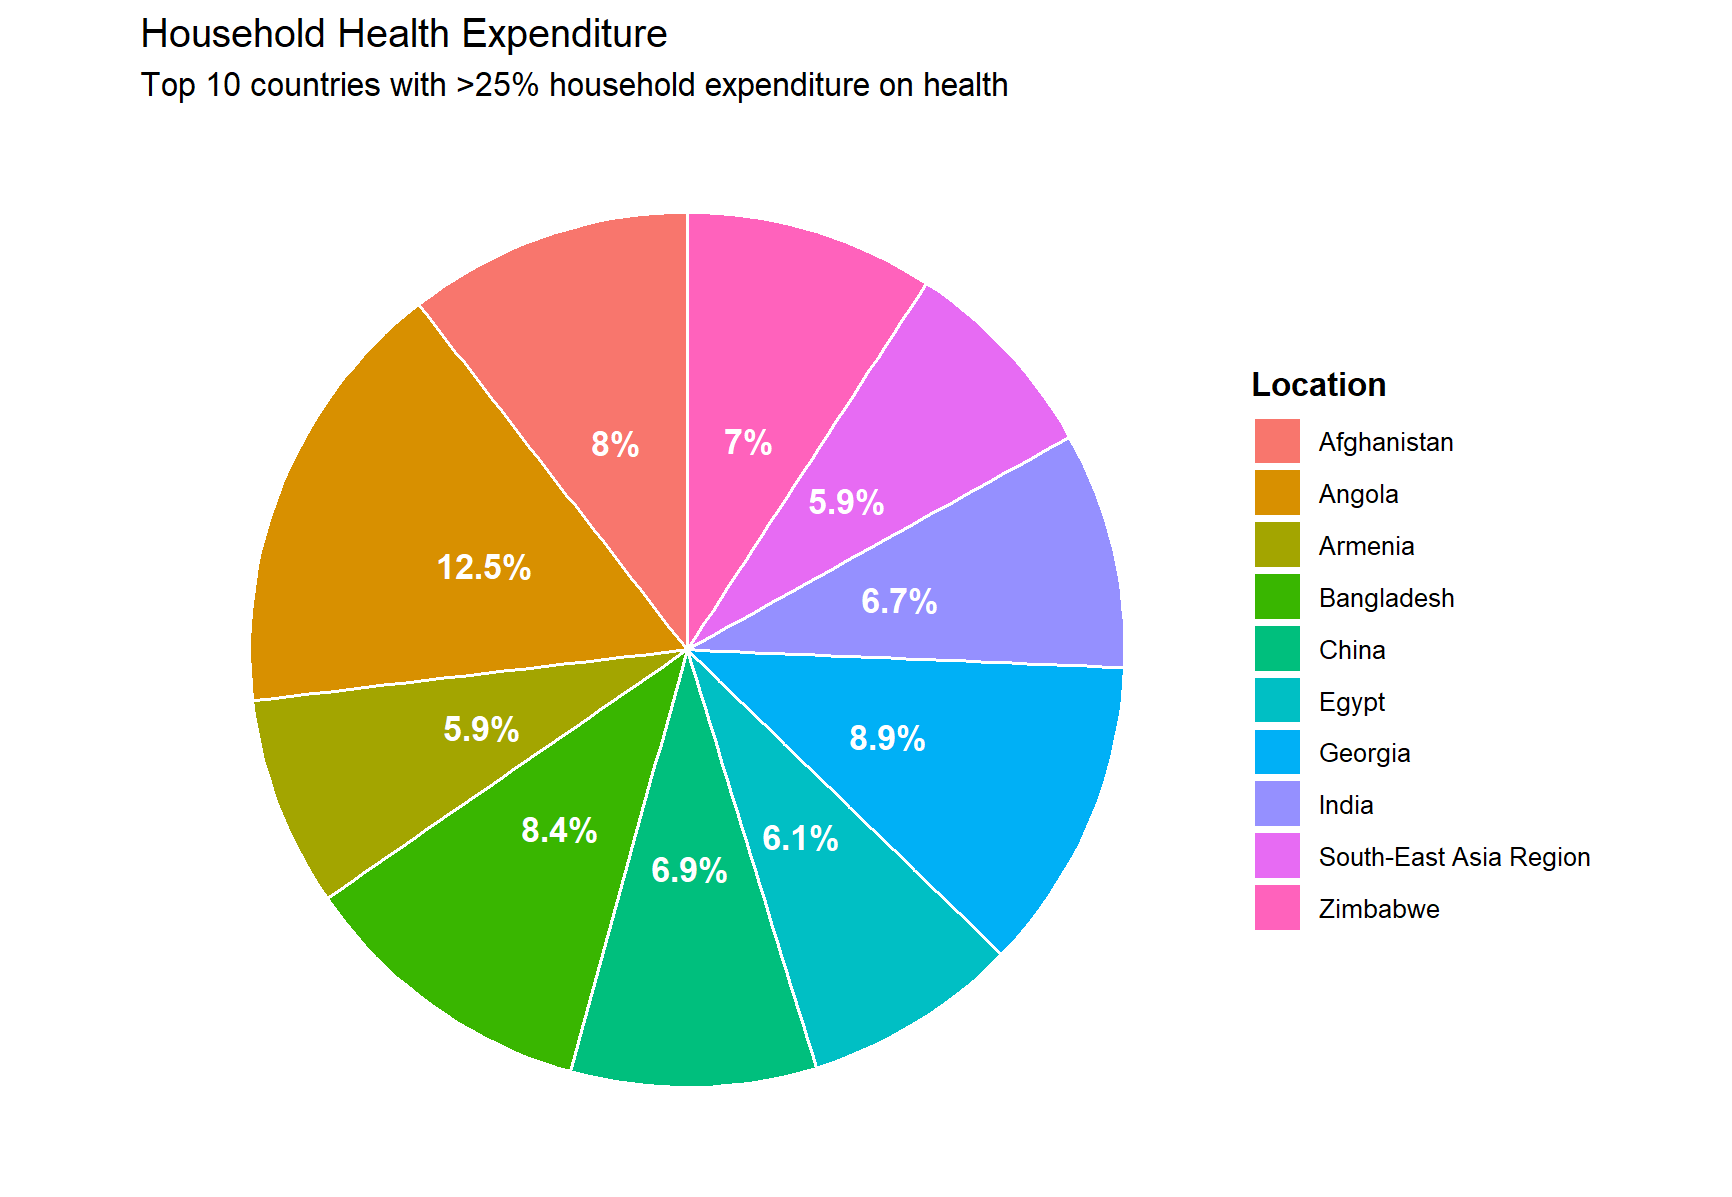 Household Health Expenditure
Top 10 countries with >25% household expenditure on health
8%
7%
5.9%
12.5%
6.7%
5.9%
8.9%
8.4%
6.1%
6.9%
Location
Afghanistan
Angola
Armenia
Bangladesh
China
Egypt
Georgia
India
South-East Asia Region
Zimbabwe